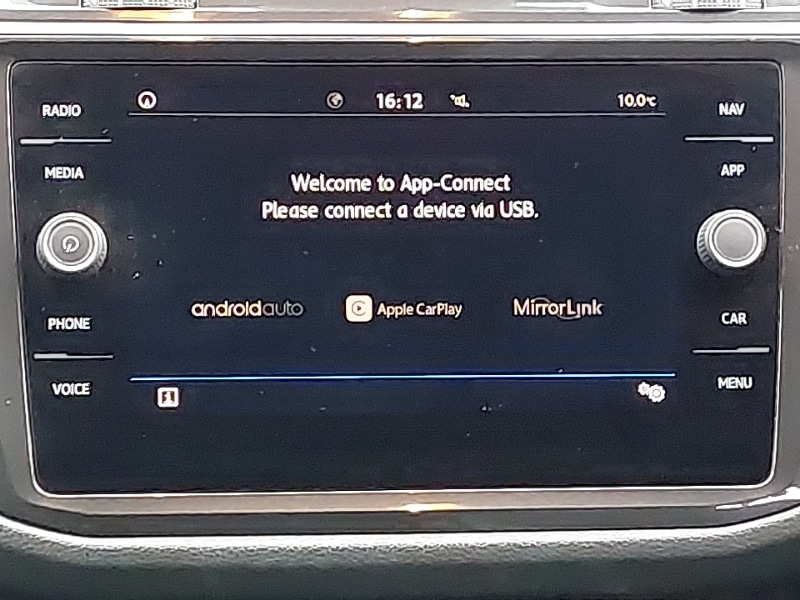 RADIO
MEDIA
PHONE
VOICE
16:12
10.0°C
Welcome to App-Connect
Please connect a device via USB.
androidauto
Apple CarPlay
MirrorLink
NAV
APP
CAR
MENU